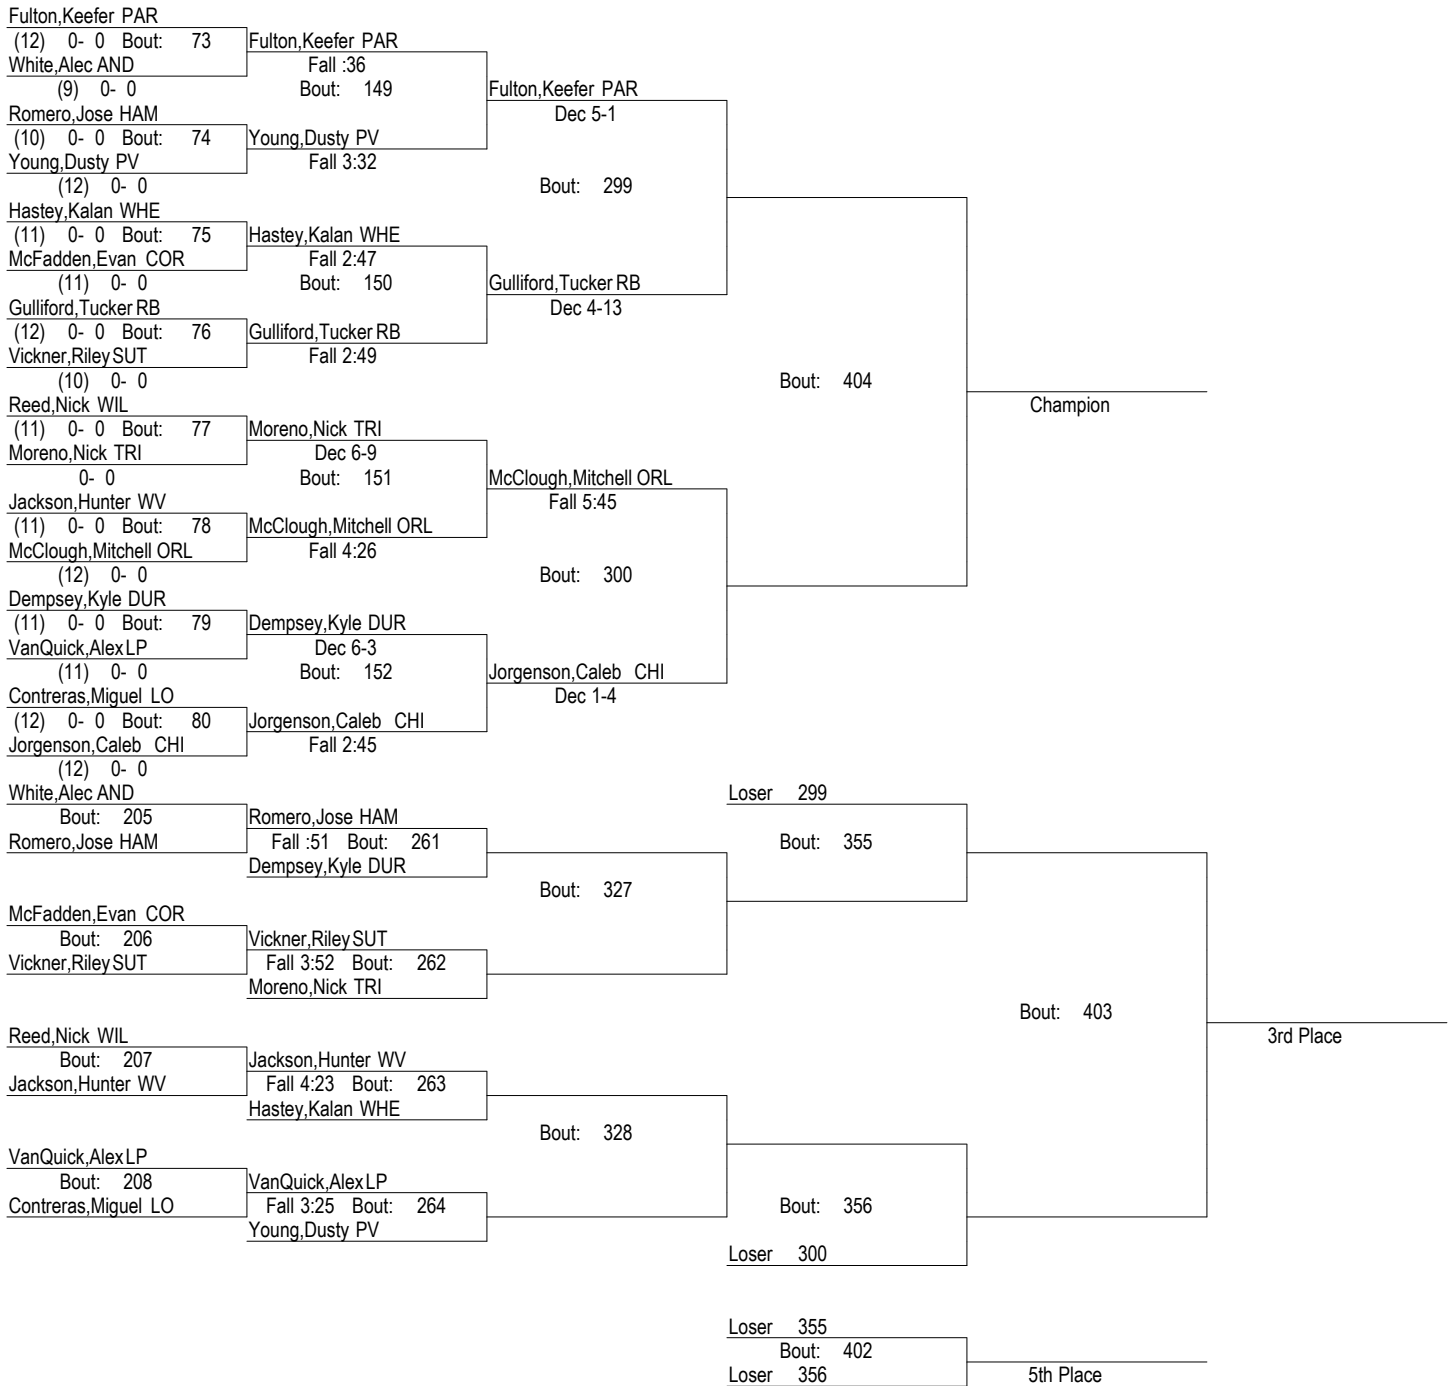 Fulton,Keefer PAR
(12) 0- 0 Bout: 73 Fulton,Keefer PAR
White,Alec AND Fall :36
(9) 0- 0 Bout: 149 Fulton,Keefer PAR
Romero,Jose HAM Dec 5-1
(10) 0- 0 Bout: 74 Young,Dusty PV
Young,Dusty PV Fall 3:32
(12) 0- 0 Bout: 299
Hastey,Kalan WHE
(11) 0- 0 Bout: 75 Hastey,Kalan WHE
McFadden,Evan COR Fall 2:47
(11) 0- 0 Bout: 150 Gulliford,Tucker RB
Gulliford,Tucker RB Dec 4-13
(12) 0- 0 Bout: 76 Gulliford,Tucker RB
Vickner,Riley SUT Fall 2:49
(10) 0- 0 Bout: 404
Reed,Nick WIL Champion
(11) 0- 0 Bout: 77 Moreno,Nick TRI
Moreno,Nick TRI Dec 6-9
0- 0 Bout: 151 McClough,Mitchell ORL
Jackson,Hunter WV Fall 5:45
(11) 0- 0 Bout: 78 McClough,Mitchell ORL
McClough,Mitchell ORL Fall 4:26
(12) 0- 0 Bout: 300
Dempsey,Kyle DUR
(11) 0- 0 Bout: 79 Dempsey,Kyle DUR
VanQuick,Alex LP Dec 6-3
(11) 0- 0 Bout: 152 Jorgenson,Caleb CHI
Contreras,Miguel LO Dec 1-4
(12) 0- 0 Bout: 80 Jorgenson,Caleb CHI
Jorgenson,Caleb CHI Fall 2:45
(12) 0- 0
White,Alec AND Loser 299
Bout: 205 Romero,Jose HAM
Romero,Jose HAM Fall :51 Bout: 261 Bout: 355
Dempsey,Kyle DUR
Bout: 327
McFadden,Evan COR
Bout: 206 Vickner,Riley SUT
Vickner,Riley SUT Fall 3:52 Bout: 262
Moreno,Nick TRI
Bout: 403
Reed,Nick WIL 3rd Place
Bout: 207 Jackson,Hunter WV
Jackson,Hunter WV Fall 4:23 Bout: 263
Hastey,Kalan WHE
Bout: 328
VanQuick,Alex LP
Bout: 208 VanQuick,Alex LP
Contreras,Miguel LO Fall 3:25 Bout: 264 Bout: 356
Young,Dusty PV
Loser 300
Loser 355
Bout: 402
Loser 356 5th Place